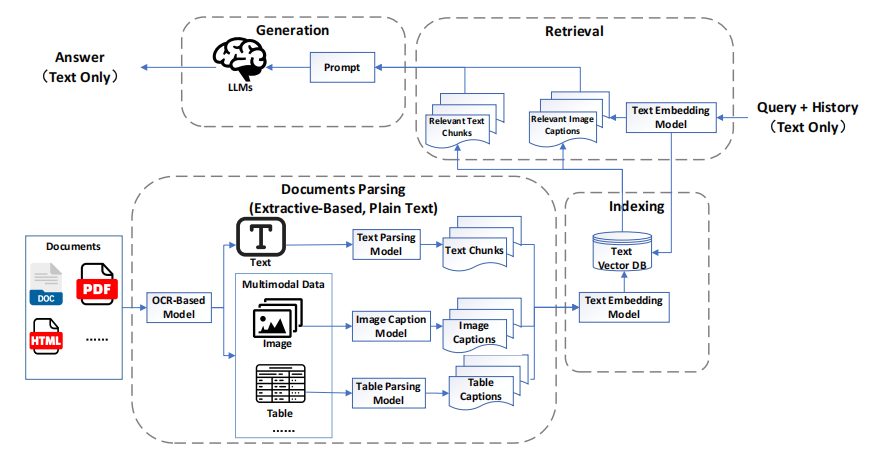 Generation
Retrieval
Answer
（Text Only）
LLMs
Prompt
Relevant Text
Chunks
Relevant Image
Captions
Text Embedding
Model
Query + History
（Text Only）
Documents Parsing
(Extractive-Based, Plain Text)
Indexing
Documents
DOC
PDF
HTML
......
OCR-Based
Model
Text
Text Parsing
Model
Text Chunks
Multimodal Data
Image
Image Caption
Model
Image
Captions
Table
......
Table Parsing
Model
Table
Captions
Text
Vector DB
Text Embedding
Model